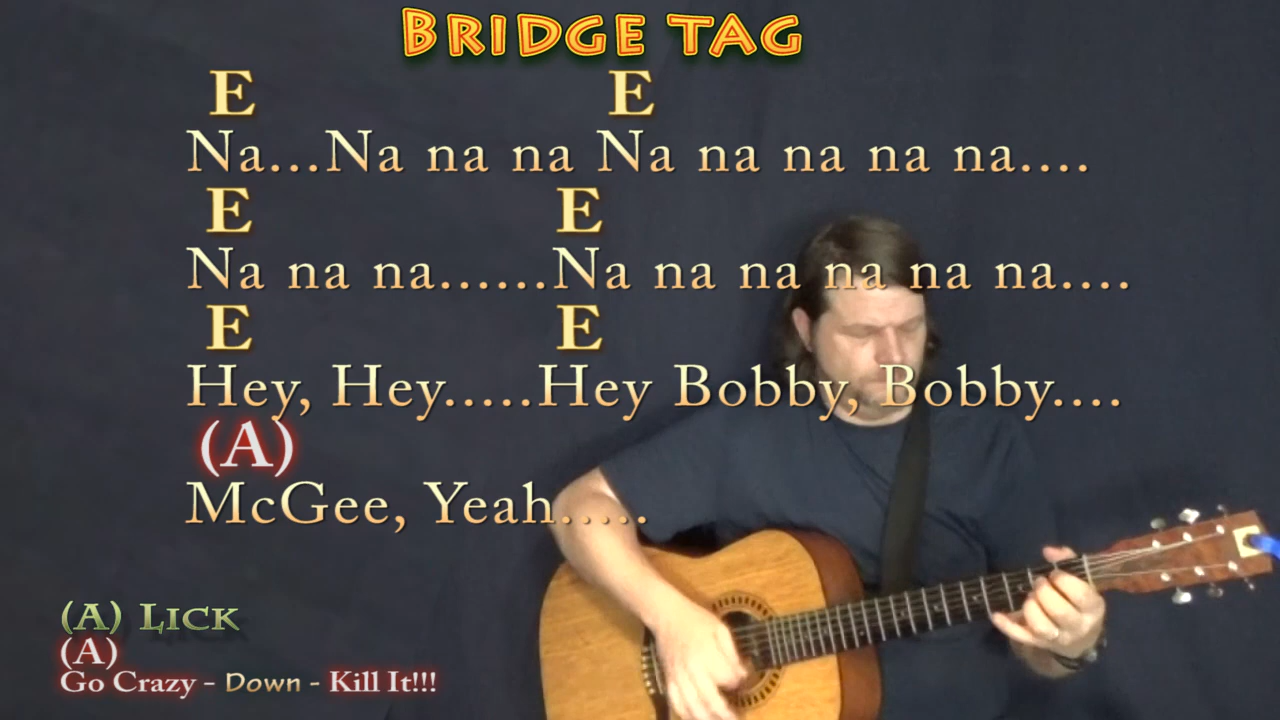 BRIDGE TAG
E E
Na...Na na na Na na na na na....
E E
Na na na......Na na na na na na....
E E
Hey, Hey.....Hey Bobby, Bobby....
(A)
McGee, Yeah.....
(A) LICK
(A)
Go Crazy - Down - Kill It!!!